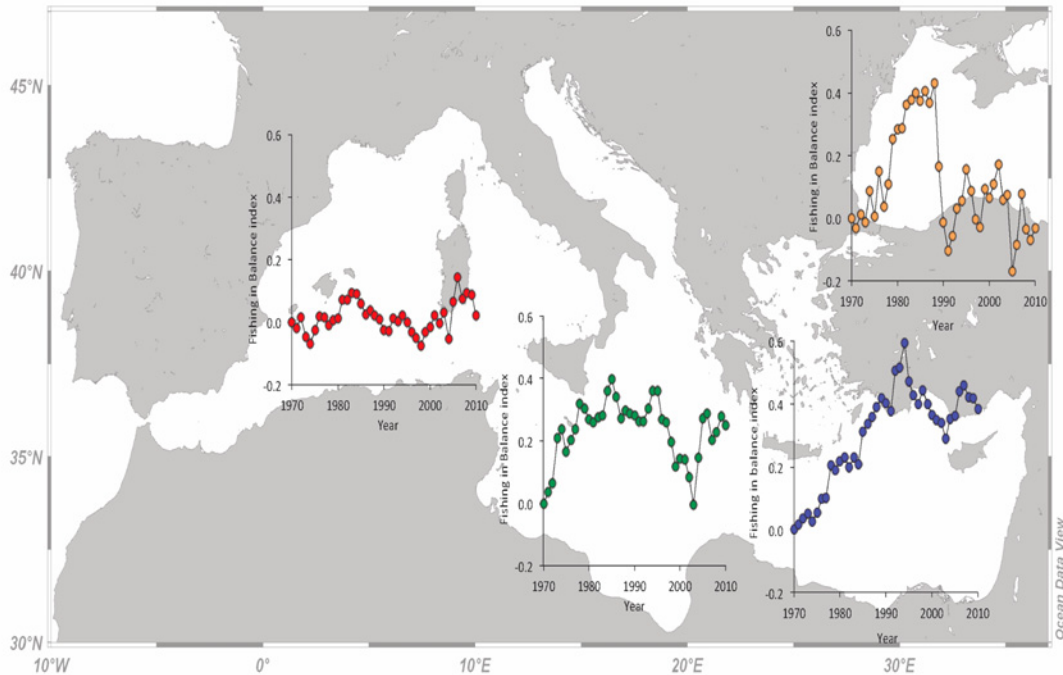 45°N
40°N
35°N
30°N
10°W
0°
10°E
20°E
30°E
Ocean Data View
Fishing in Balance index
0.6
0.4
0.2
0.0
-0.2
1970 1980 1990 2000 2010
Year
Fishing in Balance index
0.6
0.4
0.2
0.0
-0.2
1970 1980 1990 2000 2010
Year
Fishing in Balance index
0.6
0.4
0.2
0.0
-0.2
1970 1980 1990 2000 2010
Year
Fishing in balance index
0.6
0.4
0.2
0.0
-0.2
1970 1980 1990 2000 2010
Year